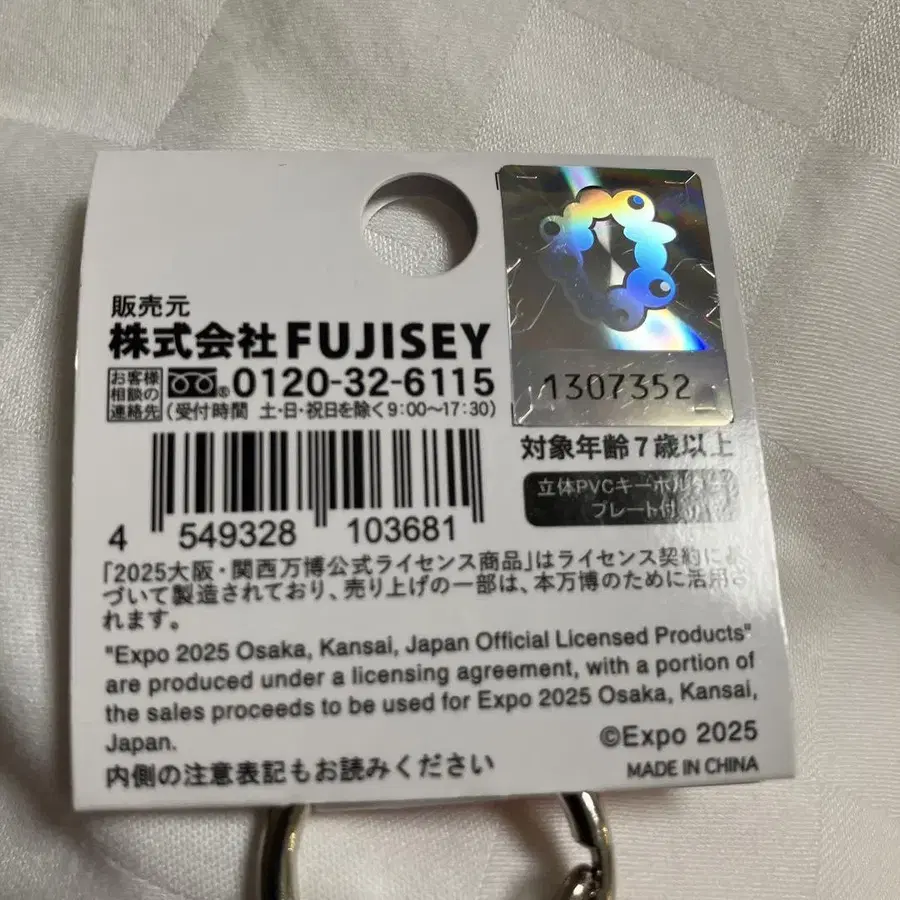 販売元
株式会社FUJISEY
お客様
相談の
連絡先
0120-32-6115
(受付時間 土・日・祝日を除く9:00〜17:30)
1307352
対象年齢7歳以上
立体PVCキーホルダー
プレート付
4 549328 103681
「2025大阪・関西万博公式ライセンス商品」はライセンス契約に
づいて製造されており、売り上げの一部は、本万博のために活用さ
れます。
"Expo 2025 Osaka, Kansai, Japan Official Licensed Products"
are produced under a licensing agreement, with a portion of
the sales proceeds to be used for Expo 2025 Osaka, Kansai,
Japan.
©Expo 2025
内側の注意表記もお読みください
MADE IN CHINA